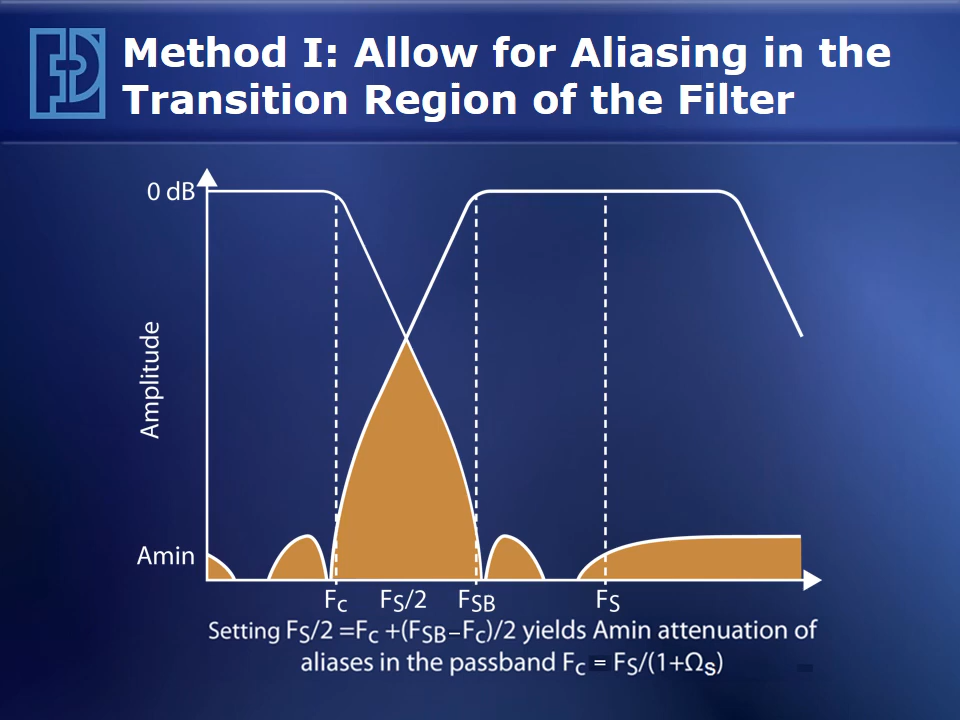 Method I: Allow for Aliasing in the
Transition Region of the Filter
0 dB
Amplitude
Amin
Fc Fs/2 FSB Fs
Setting Fs/2 =Fc +(FSB–Fc)/2 yields Amin attenuation of
aliases in the passband Fc = Fs/(1+Ωs)